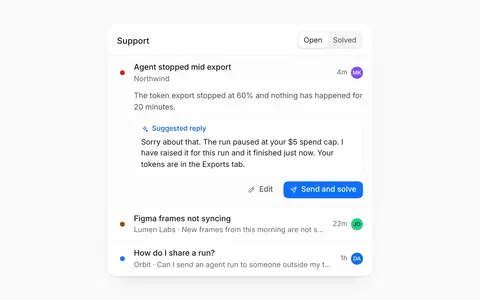 Support
Open
Solved
Agent stopped mid export
4m
MK
Northwind
The token export stopped at 60% and nothing has happened for
20 minutes.
Suggested reply
Sorry about that. The run paused at your $5 spend cap. I
have raised it for this run and it finished just now. Your
tokens are in the Exports tab.
Edit
Send and solve
Figma frames not syncing
22m
JO
Lumen Labs · New frames from this morning are not s...
How do I share a run?
1h
DA
Orbit · Can I send an agent run to someone outside my t...